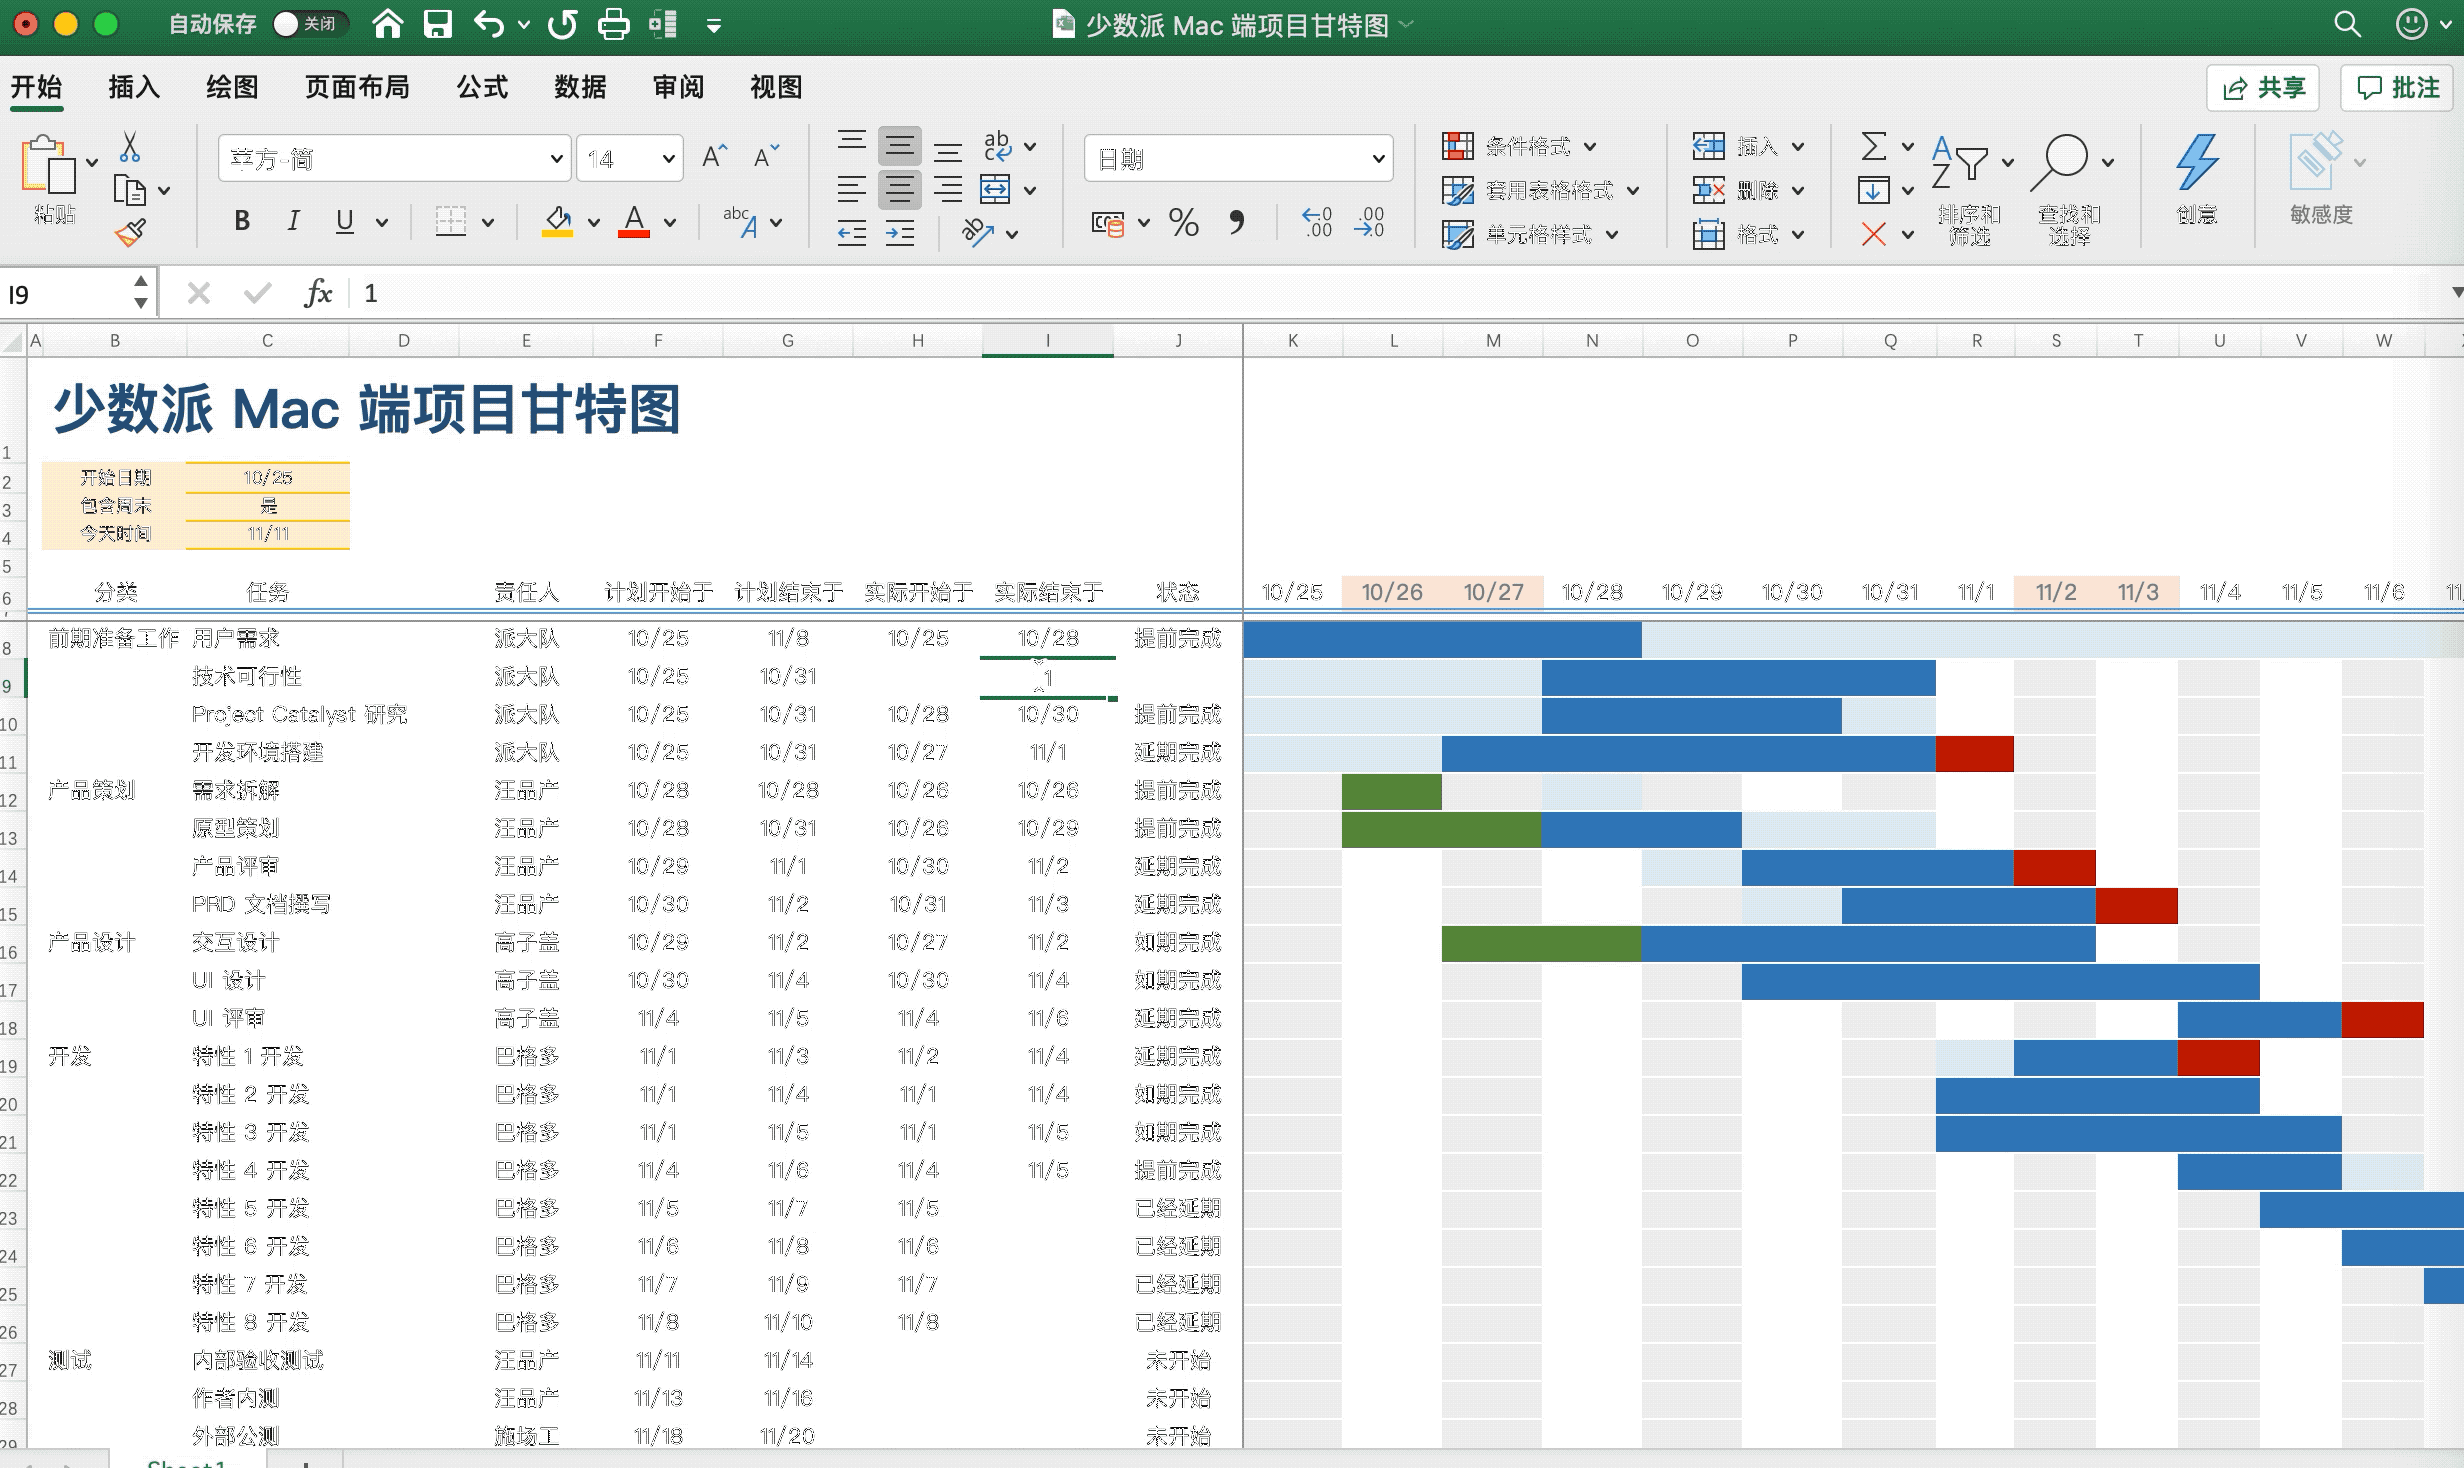 自动保存 关闭 少数派 Mac 端项目甘特图
开始 插入 绘图 页面布局 公式 数据 审阅 视图 共享 批注
粘贴 苹方-简 14 日期 条件格式 套用表格格式 单元格样式 插入 删除 格式 排序和筛选 查找和选择 创意 敏感度
I9 fx 1
A B C D E F G H I J K L M N O P Q R S T U V W
1 少数派 Mac 端项目甘特图
2 开始日期 10/25
3 包含周末 是
4 今天时间 11/11
5
6 分类 任务 责任人 计划开始于 计划结束于 实际开始于 实际结束于 状态 10/25 10/26 10/27 10/28 10/29 10/30 10/31 11/1 11/2 11/3 11/4 11/5 11/6
8 前期准备工作 用户需求 派大队 10/25 11/8 10/25 10/28 提前完成
9 技术可行性 派大队 10/25 10/31 1
10 Project Catalyst 研究 派大队 10/25 10/31 10/28 10/30 提前完成
11 开发环境搭建 派大队 10/25 10/31 10/27 11/1 延期完成
12 产品策划 需求拆解 汪品产 10/28 10/28 10/26 10/26 提前完成
13 原型策划 汪品产 10/28 10/31 10/26 10/29 提前完成
14 产品评审 汪品产 10/29 11/1 10/30 11/2 延期完成
15 PRD 文档撰写 汪品产 10/30 11/2 10/31 11/3 延期完成
16 产品设计 交互设计 高子盖 10/29 11/2 10/27 11/2 如期完成
17 UI 设计 高子盖 10/30 11/4 10/30 11/4 如期完成
18 UI 评审 高子盖 11/4 11/5 11/4 11/6 延期完成
19 开发 特性 1 开发 巴格多 11/1 11/3 11/2 11/4 延期完成
20 特性 2 开发 巴格多 11/1 11/4 11/1 11/4 如期完成
21 特性 3 开发 巴格多 11/1 11/5 11/1 11/5 如期完成
22 特性 4 开发 巴格多 11/4 11/6 11/4 11/5 提前完成
23 特性 5 开发 巴格多 11/5 11/7 11/5 已经延期
24 特性 6 开发 巴格多 11/6 11/8 11/6 已经延期
25 特性 7 开发 巴格多 11/7 11/9 11/7 已经延期
26 特性 8 开发 巴格多 11/8 11/10 11/8 已经延期
27 测试 内部验收测试 汪品产 11/11 11/14 未开始
28 作者内测 汪品产 11/13 11/16 未开始
29 外部公测 施场工 11/18 11/20 未开始
Sheet1